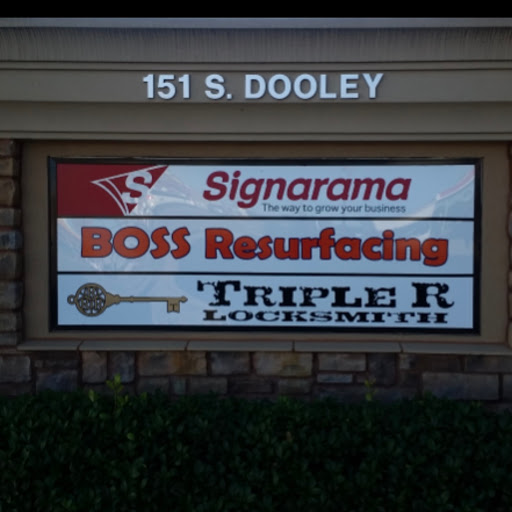 151 S. DOOLEY
S
Signarama
The way to grow your business
BOSS Resurfacing
TRIPLE R
LOCKSMITH